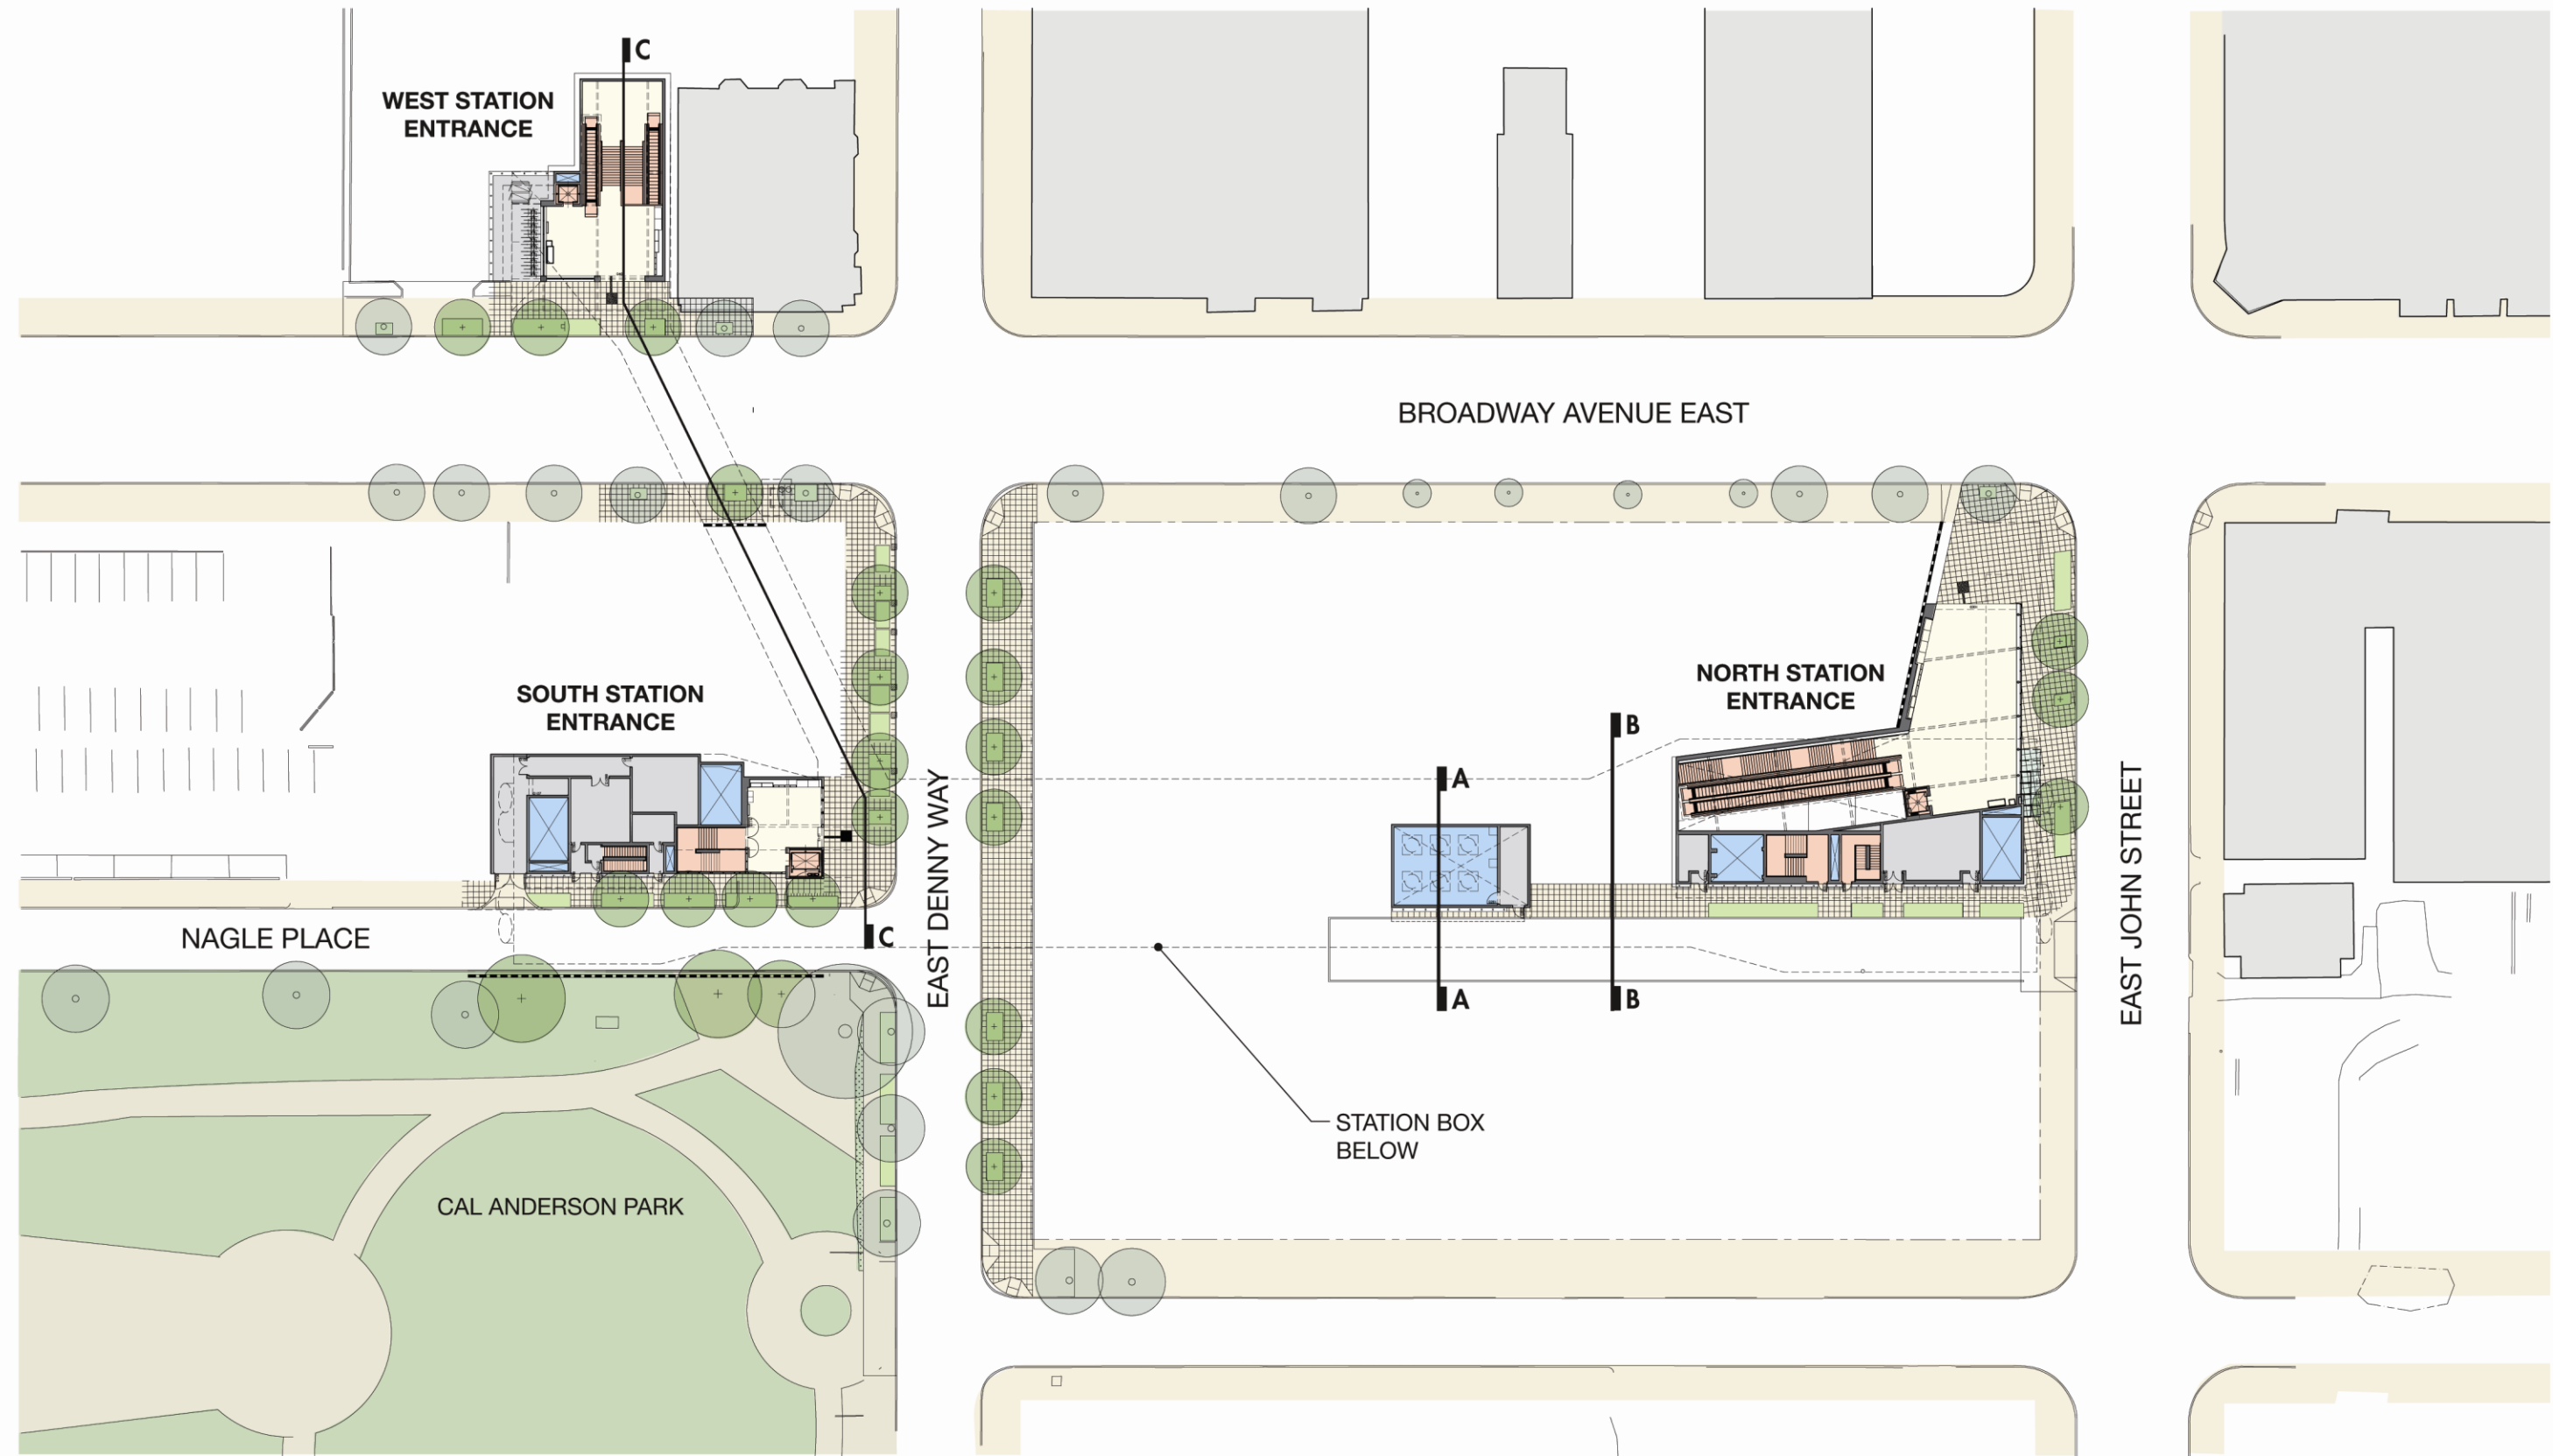 C
WEST STATION
ENTRANCE
BROADWAY AVENUE EAST
SOUTH STATION
ENTRANCE
NORTH STATION
ENTRANCE
B
A
EAST DENNY WAY
EAST JOHN STREET
NAGLE PLACE
C
A
B
STATION BOX
BELOW
CAL ANDERSON PARK